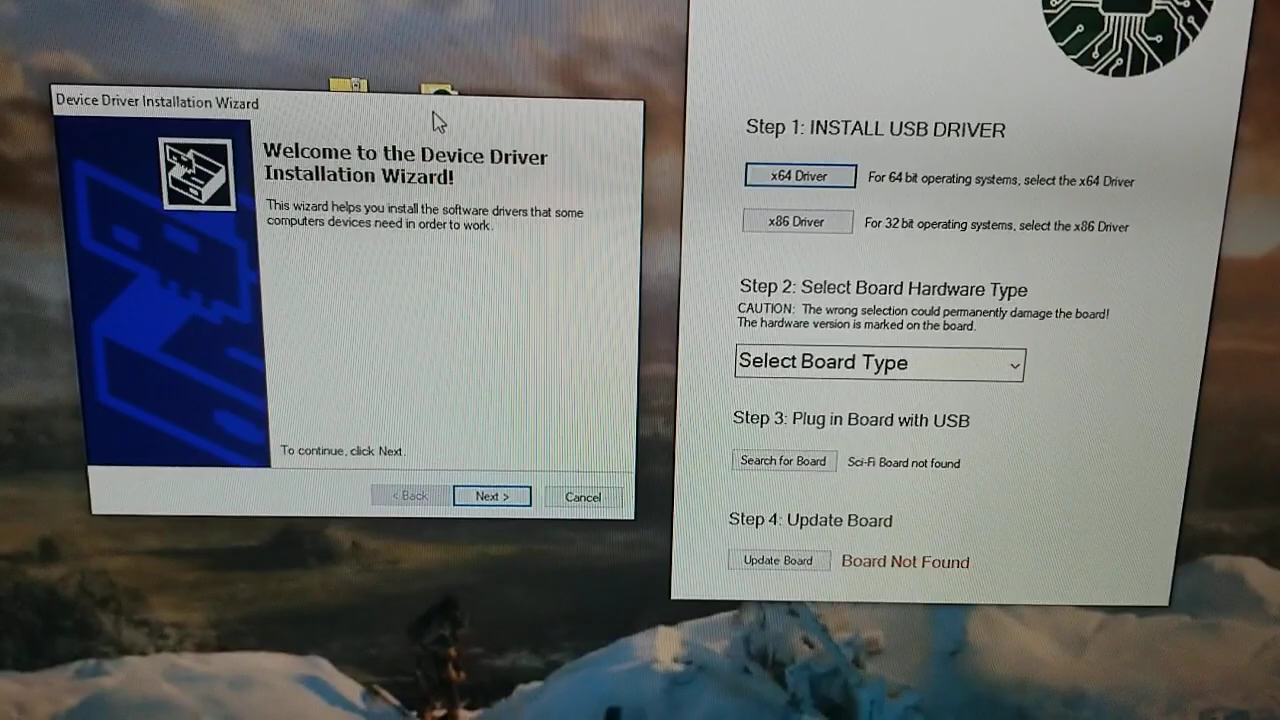 Device Driver Installation Wizard
Welcome to the Device Driver
Installation Wizard!
This wizard helps you install the software drivers that some
computers devices need in order to work.
To continue, click Next.
< Back
Next >
Cancel
Step 1: INSTALL USB DRIVER
x64 Driver
For 64 bit operating systems, select the x64 Driver
x86 Driver
For 32 bit operating systems, select the x86 Driver
Step 2: Select Board Hardware Type
CAUTION: The wrong selection could permanently damage the board!
The hardware version is marked on the board.
Select Board Type
Step 3: Plug in Board with USB
Search for Board
Sci-Fi Board not found
Step 4: Update Board
Update Board
Board Not Found